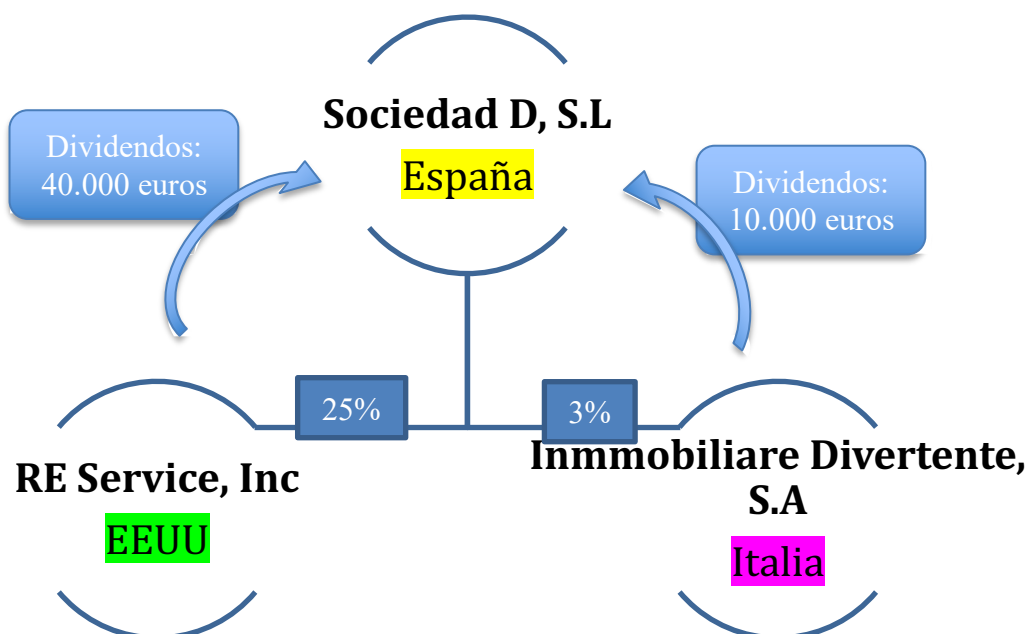 Sociedad D, S.L
España
Dividendos:
40.000 euros
Dividendos:
10.000 euros
25%
3%
RE Service, Inc
EEUU
Inmmobiliare Divertente,
S.A
Italia